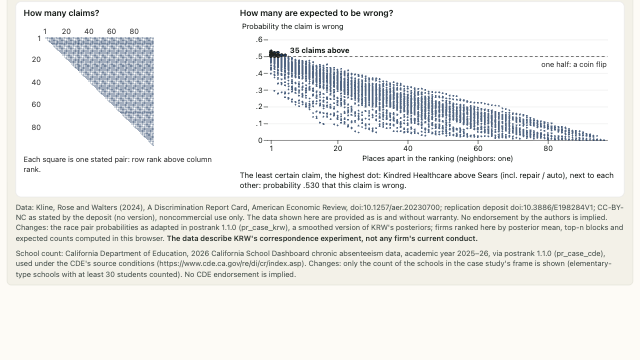 How many claims?
1 20 40 60 80
1
20
40
60
80
Each square is one stated pair: row rank above column
rank.
How many are expected to be wrong?
Probability the claim is wrong
.6
35 claims above
.5
one half: a coin flip
.4
.3
.2
.1
0
1 20 40 60 80
Places apart in the ranking (neighbors: one)
The least certain claim, the highest dot: Kindred Healthcare above Sears (incl. repair / auto), next to each
other: probability .530 that this claim is wrong.
Data: Kline, Rose and Walters (2024), A Discrimination Report Card, American Economic Review, doi:10.1257/aer.20230700; replication deposit doi:10.3886/E198284V1; CC-BY-
NC as stated by the deposit (no version), noncommercial use only. The data shown here are provided as is and without warranty. No endorsement by the authors is implied.
Changes: the race pair probabilities as adapted in postrank 1.1.0 (pr_case_krw), a smoothed version of KRW's posteriors; firms ranked here by posterior mean, top-n blocks and
expected counts computed in this browser. The data describe KRW's correspondence experiment, not any firm's current conduct.
School count: California Department of Education, 2026 California School Dashboard chronic absenteeism data, academic year 2025–26, via postrank 1.1.0 (pr_case_cde),
used under the CDE's source conditions (https://www.cde.ca.gov/re/di/cr/index.asp). Changes: only the count of the schools in the case study's frame is shown (elementary-
type schools with at least 30 students counted). No CDE endorsement is implied.